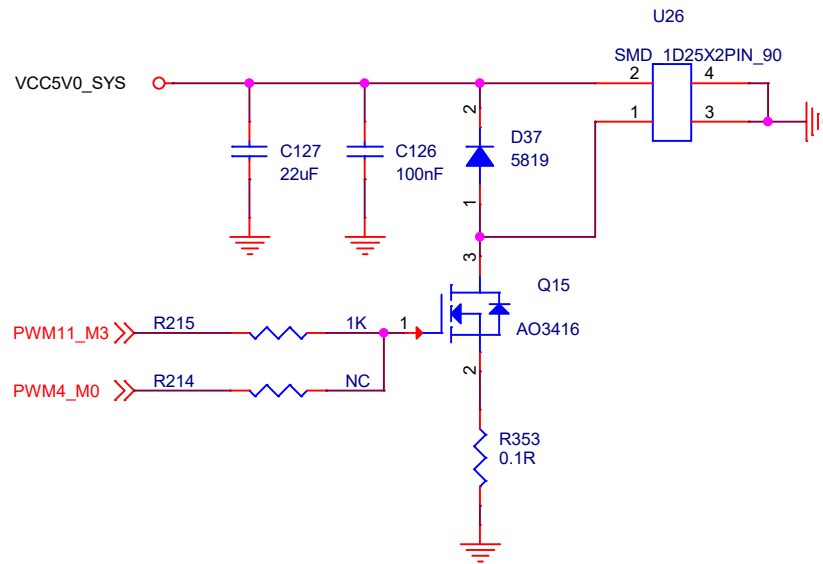 U26
SMD_1D25X2PIN_90
2
4
VCC5V0_SYS
1
3
2
C127
22uF
C126
100nF
D37
5819
1
3
Q15
R215
1K
1
PWM11_M3
AO3416
R214
NC
PWM4_M0
2
R353
0.1R